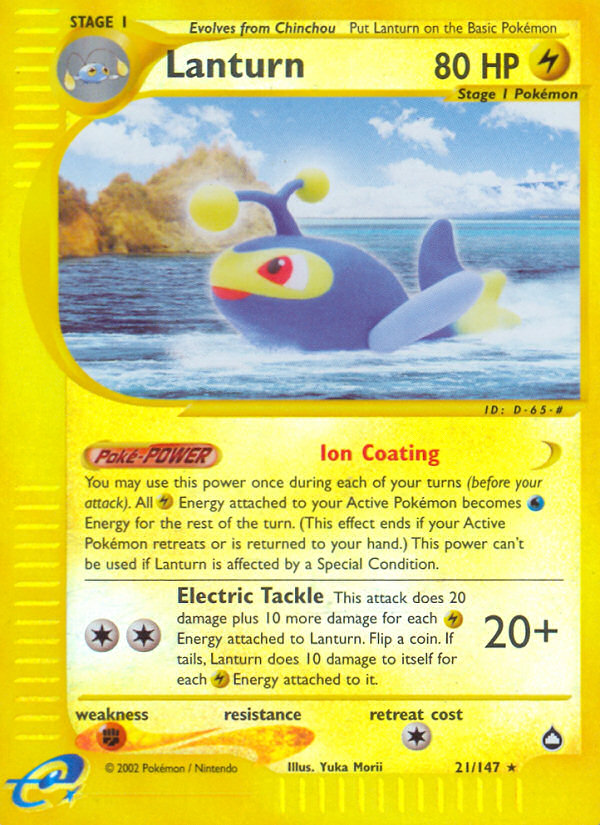 STAGE 1
Evolves from Chinchou Put Lanturn on the Basic Pokémon
Lanturn 80 HP
Stage 1 Pokémon
ID: D-65-#
Poké-POWER Ion Coating
You may use this power once during each of your turns (before your
attack). All Energy attached to your Active Pokémon becomes
Energy for the rest of the turn. (This effect ends if your Active
Pokémon retreats or is returned to your hand.) This power can't
be used if Lanturn is affected by a Special Condition.
Electric Tackle This attack does 20
damage plus 10 more damage for each
Energy attached to Lanturn. Flip a coin. If
tails, Lanturn does 10 damage to itself for
each Energy attached to it.
20+
weakness resistance retreat cost
© 2002 Pokémon / Nintendo Illus. Yuka Morii 21/147
e